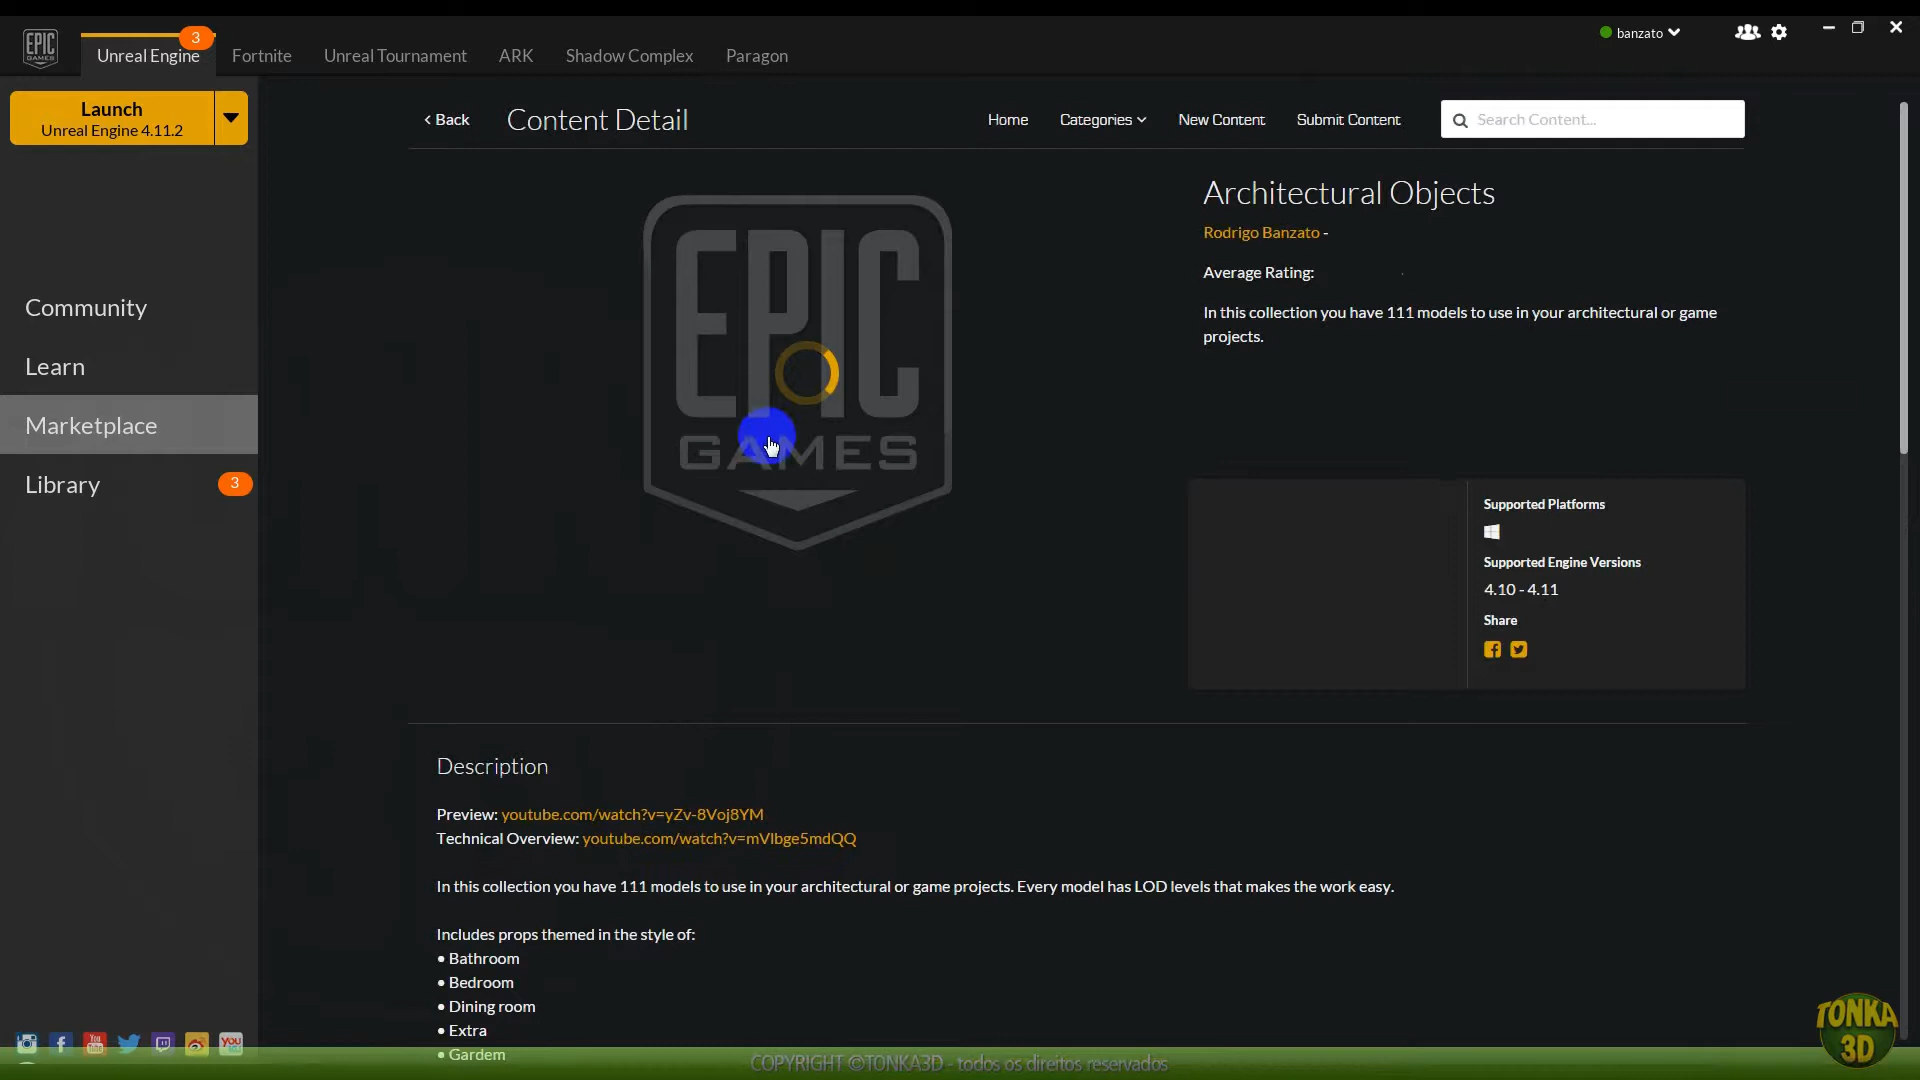 EPIC GAMES
Unreal Engine 3 Fortnite Unreal Tournament ARK Shadow Complex Paragon
banzato
Launch
Unreal Engine 4.11.2
Community
Learn
Marketplace
Library 3
Back
Content Detail
Home Categories New Content Submit Content
Search Content...
EPIC
GAMES
Architectural Objects
Rodrigo Banzato -
Average Rating:
In this collection you have 111 models to use in your architectural or game
projects.
Supported Platforms
Supported Engine Versions
4.10 - 4.11
Share
Description
Preview: youtube.com/watch?v=yZv-8Voj8YM
Technical Overview: youtube.com/watch?v=mVlbge5mdQQ
In this collection you have 111 models to use in your architectural or game projects. Every model has LOD levels that makes the work easy.
Includes props themed in the style of:
• Bathroom
• Bedroom
• Dining room
• Extra
• Gardem
You Tube
YOU KU
COPYRIGHT ©TONKA3D - todos os direitos reservados
TONKA
3D